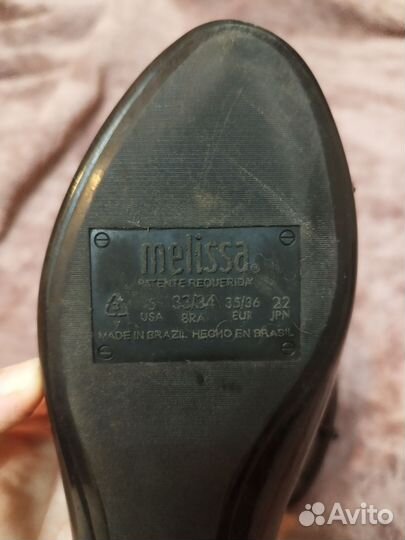 melissa®
PATENTE REQUERIDA
5 33/34 35/36 22
USA BRA EUR JPN
MADE IN BRAZIL HECHO EN BRASIL
Avito